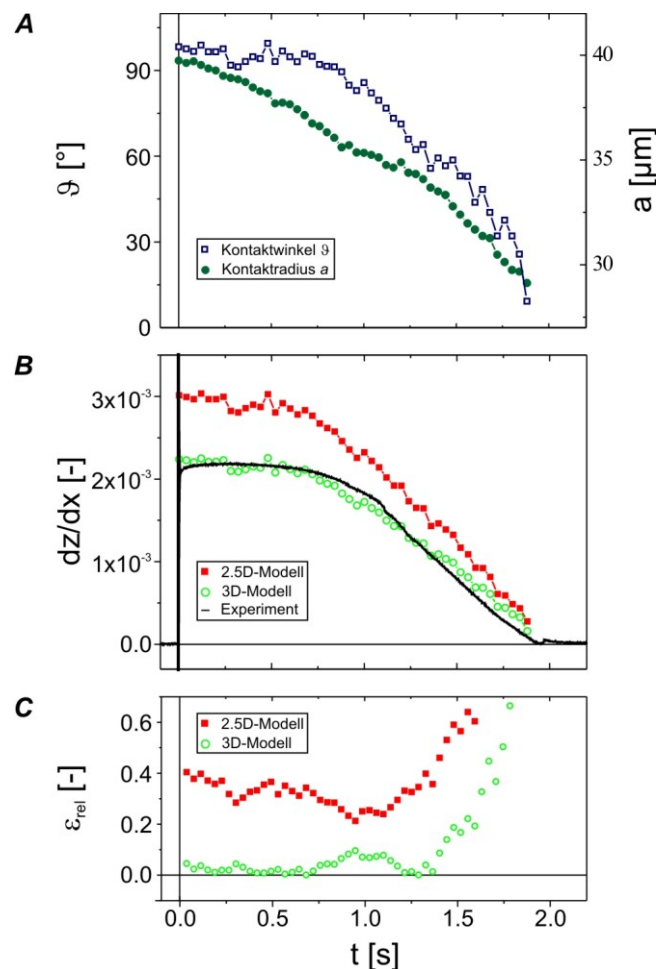 A
90
60
30
0
ϑ [°]
40
35
30
a [µm]
Kontaktwinkel ϑ
Kontaktradius a
B
3x10⁻³
2x10⁻³
1x10⁻³
0.0
dz/dx [-]
2.5D-Modell
3D-Modell
Experiment
C
0.6
0.4
0.2
0.0
ε_rel [-]
2.5D-Modell
3D-Modell
0.0 0.5 1.0 1.5 2.0
t [s]